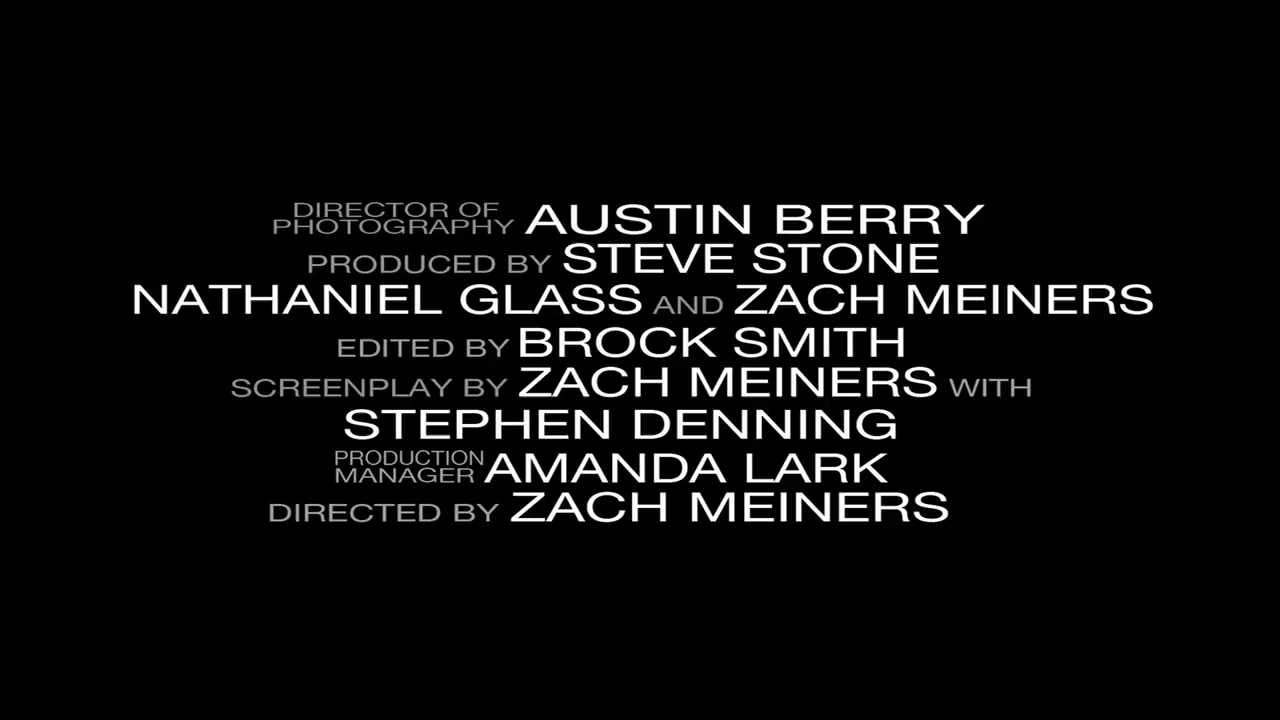 DIRECTOR OF PHOTOGRAPHY AUSTIN BERRY
PRODUCED BY STEVE STONE
NATHANIEL GLASS AND ZACH MEINERS
EDITED BY BROCK SMITH
SCREENPLAY BY ZACH MEINERS WITH
STEPHEN DENNING
PRODUCTION MANAGER AMANDA LARK
DIRECTED BY ZACH MEINERS